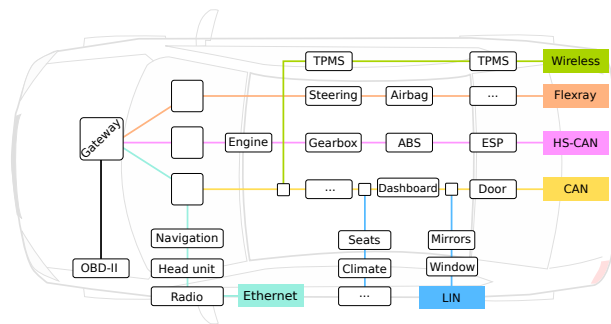 TPMS
TPMS
Wireless
Steering
Airbag
...
Flexray
Gateway
Engine
Gearbox
ABS
ESP
HS-CAN
...
Dashboard
Door
CAN
Navigation
Seats
Mirrors
OBD-II
Head unit
Climate
Window
Radio
Ethernet
...
LIN